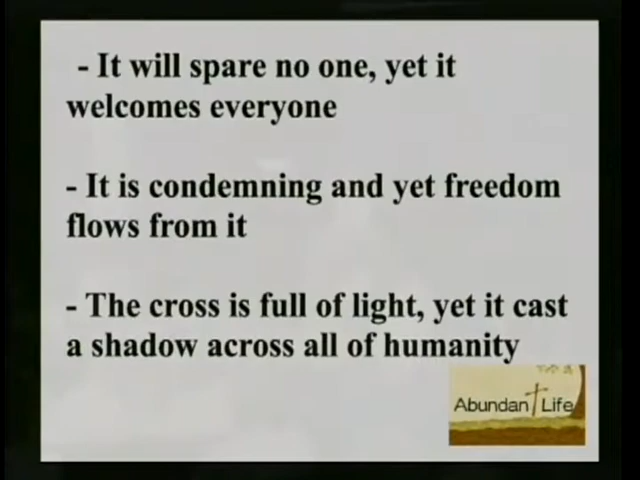 - It will spare no one, yet it
welcomes everyone
- It is condemning and yet freedom
flows from it
- The cross is full of light, yet it cast
a shadow across all of humanity
Abundan Life